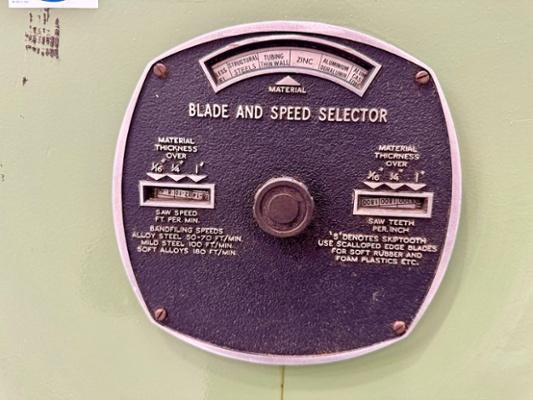 STRUCTURAL
STEELS
TUBING
THIN WALL
ZINC
ALUMINIUM
DURALUMIN
MATERIAL
BLADE AND SPEED SELECTOR
MATERIAL
THICKNESS
OVER
1/16" 1/4" 1"
SAW SPEED
FT. PER MIN.
BANDFILING SPEEDS
ALLOY STEEL 50-70 FT/MIN.
MILD STEEL 100 FT/MIN.
SOFT ALLOYS 180 FT/MIN.
MATERIAL
THICKNESS
OVER
1/16" 1/4" 1"
SAW TEETH
PER.INCH
'S' DENOTES SKIPTOOTH
USE SCALLOPED EDGE BLADES
FOR SOFT RUBBER AND
FOAM PLASTICS ETC.